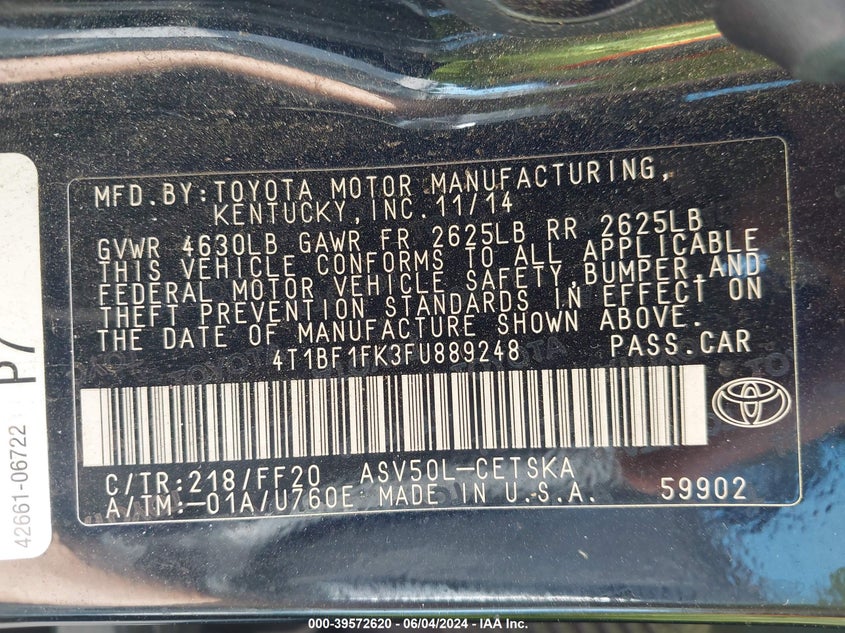 MFD.BY:TOYOTA MOTOR MANUFACTURING,
KENTUCKY,INC.11/14
GVWR 4630LB GAWR FR 2625LB RR 2625LB
THIS VEHICLE CONFORMS TO ALL APPLICABLE
FEDERAL MOTOR VEHICLE SAFETY,BUMPER,AND
THEFT PREVENTION STANDARDS IN EFFECT ON
THE DATE OF MANUFACTURE SHOWN ABOVE.
4T1BF1FK3FU889248 PASS.CAR
C/TR:218/FF20 ASV50L-CETSKA
A/TM:-01A/U760E MADE IN U.S.A. 59902
42661-06722
P7
000-39572620 - 06/04/2024 - IAA Inc.